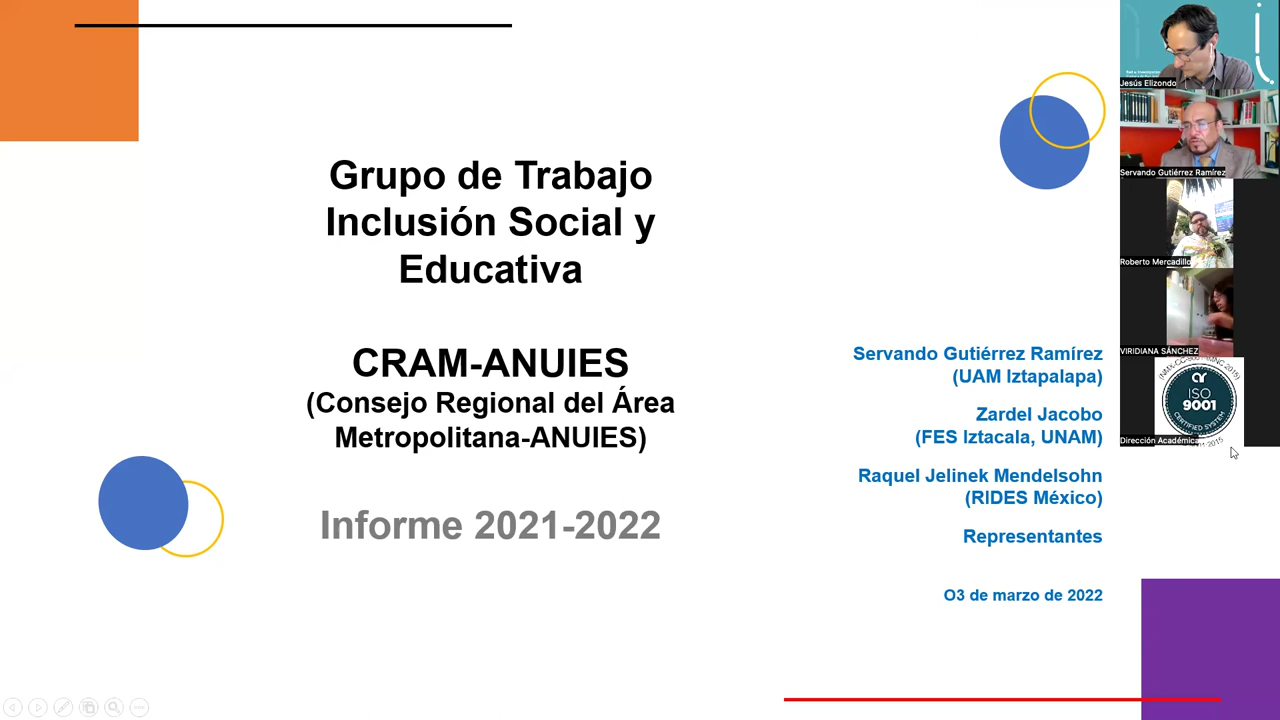 Grupo de Trabajo
Inclusión Social y
Educativa
CRAM-ANUIES
(Consejo Regional del Área
Metropolitana-ANUIES)
Informe 2021-2022
Servando Gutiérrez Ramírez
(UAM Iztapalapa)
Zardel Jacobo
(FES Iztacala, UNAM)
Raquel Jelinek Mendelsohn
(RIDES México)
Representantes
O3 de marzo de 2022
Jesús Elizondo
Servando Gutiérrez Ramírez
Roberto Mercadillo
VIRIDIANA SÁNCHEZ
ISO
9001
CERTIFIED SYSTEM
Dirección Académica